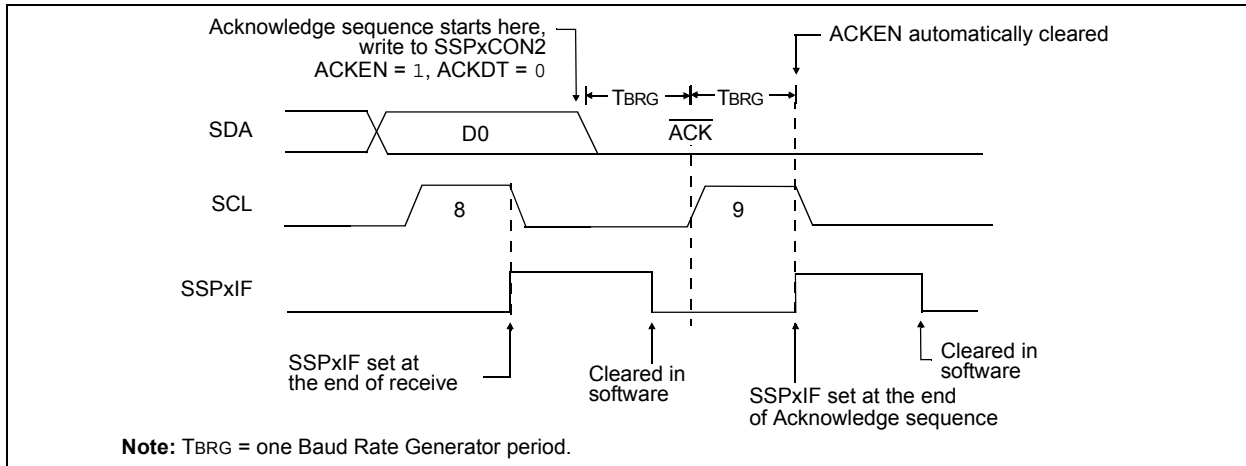 Acknowledge sequence starts here,
write to SSPxCON2
ACKEN = 1, ACKDT = 0
ACKEN automatically cleared
TBRG
TBRG
SDA
D0
ACK
SCL
8
9
SSPxIF
SSPxIF set at
the end of receive
Cleared in
software
SSPxIF set at the end
of Acknowledge sequence
Cleared in
software
Note: TBRG = one Baud Rate Generator period.